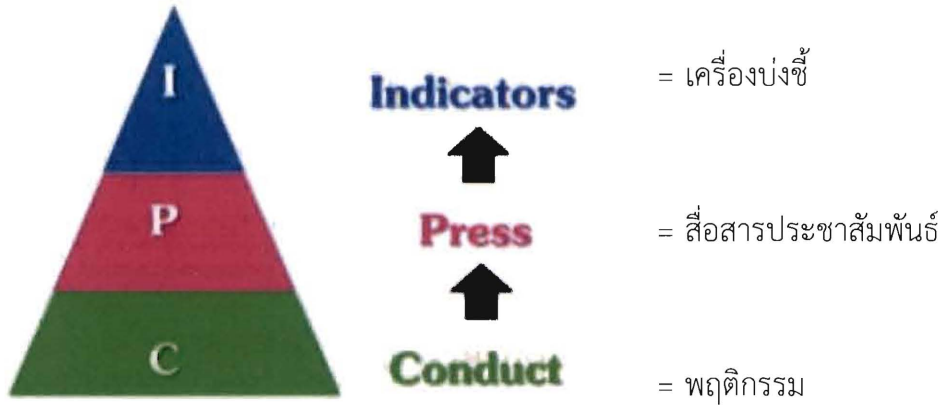 I
Indicators = เครื่องบ่งชี้
P
Press = สื่อสารประชาสัมพันธ์
C
Conduct = พฤติกรรม